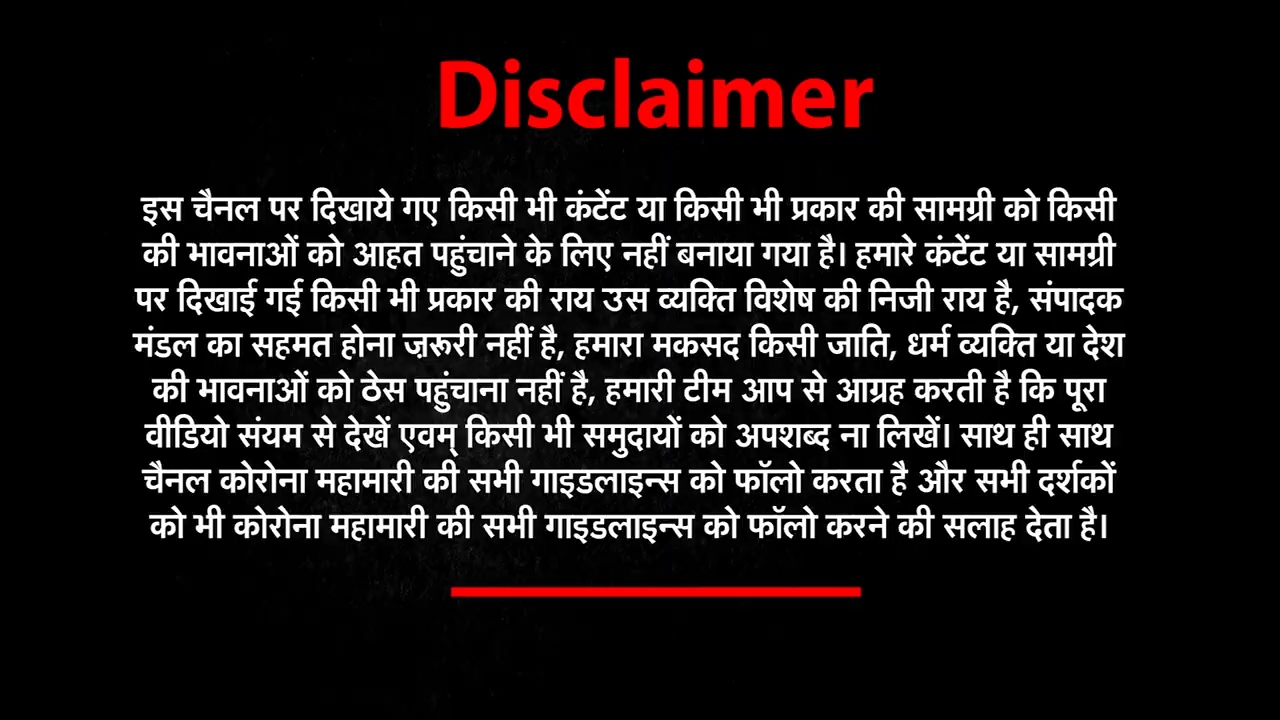 Disclaimer
इस चैनल पर दिखाये गए किसी भी कंटेंट या किसी भी प्रकार की सामग्री को किसी
की भावनाओं को आहत पहुंचाने के लिए नहीं बनाया गया है। हमारे कंटेंट या सामग्री
पर दिखाई गई किसी भी प्रकार की राय उस व्यक्ति विशेष की निजी राय है, संपादक
मंडल का सहमत होना ज़रूरी नहीं है, हमारा मकसद किसी जाति, धर्म व्यक्ति या देश
की भावनाओं को ठेस पहुंचाना नहीं है, हमारी टीम आप से आग्रह करती है कि पूरा
वीडियो संयम से देखें एवम् किसी भी समुदायों को अपशब्द ना लिखें। साथ ही साथ
चैनल कोरोना महामारी की सभी गाइडलाइन्स को फॉलो करता है और सभी दर्शकों
को भी कोरोना महामारी की सभी गाइडलाइन्स को फॉलो करने की सलाह देता है।